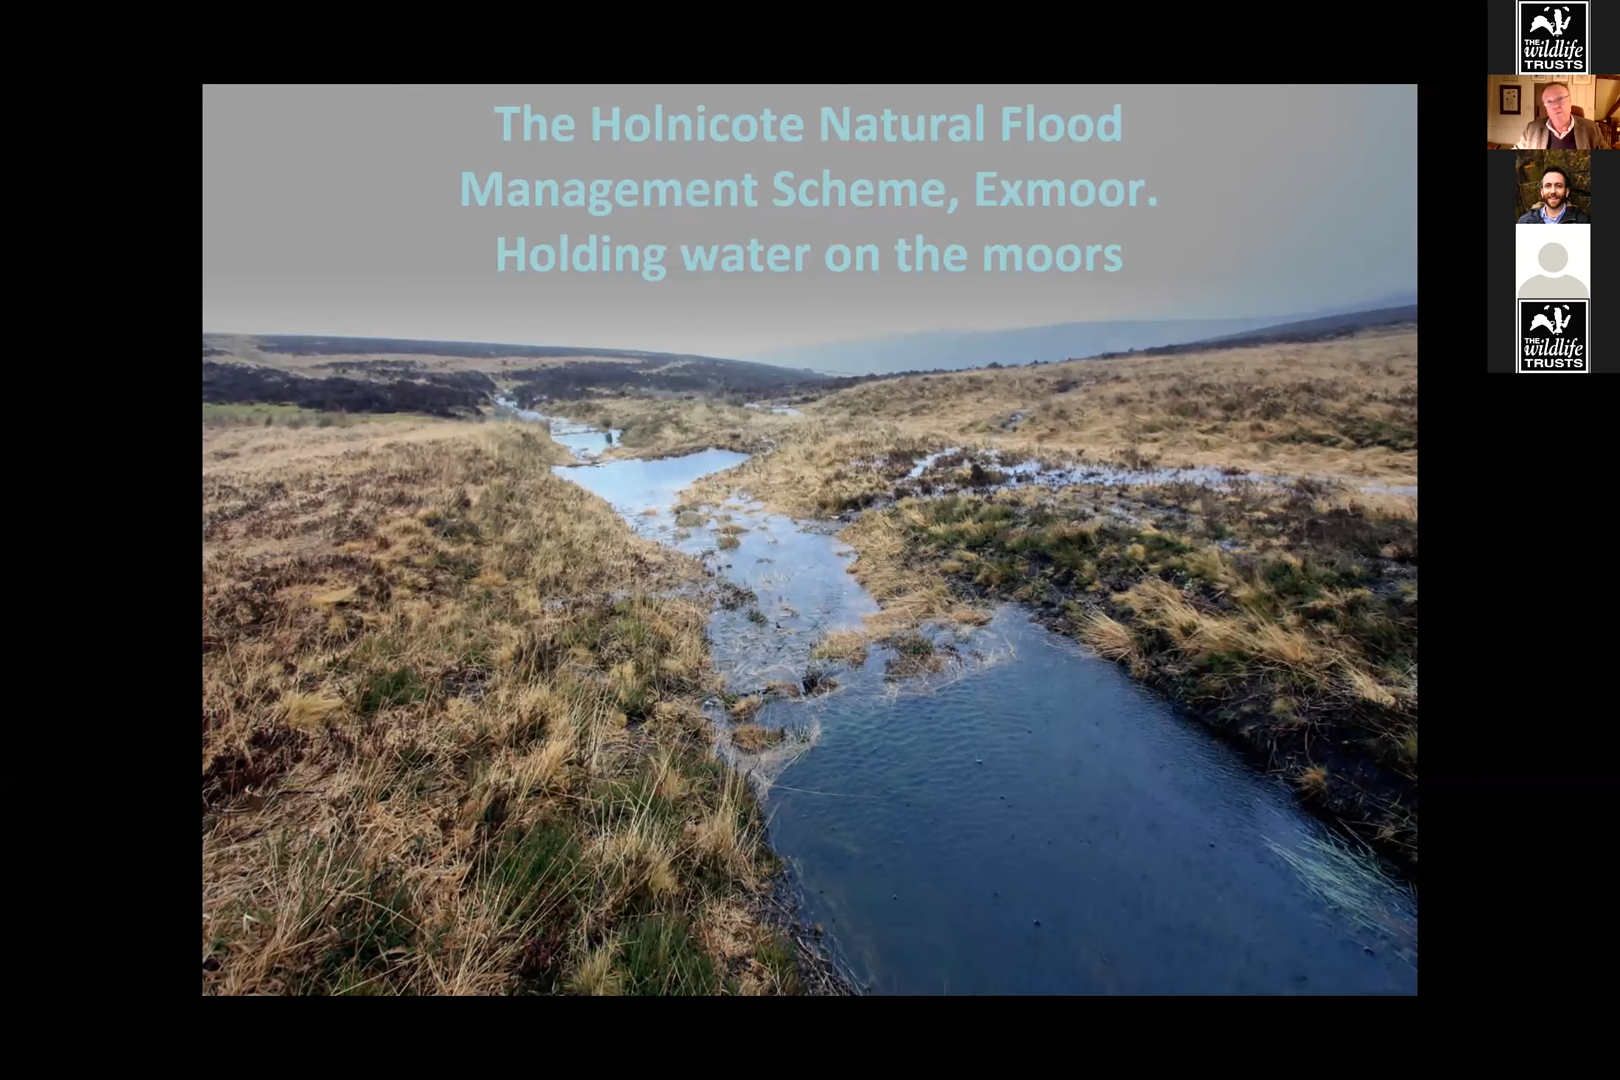 The Holnicote Natural Flood
Management Scheme, Exmoor.
Holding water on the moors
THE
wildlife
TRUSTS
THE
wildlife
TRUSTS